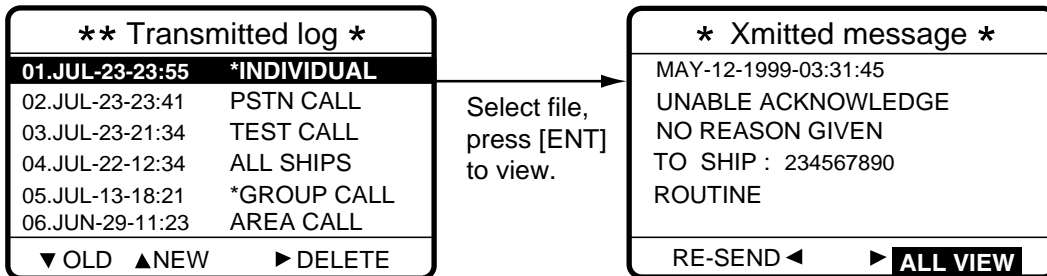 ** Transmitted log *
01.JUL-23-23:55 *INDIVIDUAL
02.JUL-23-23:41 PSTN CALL
03.JUL-23-21:34 TEST CALL
04.JUL-22-12:34 ALL SHIPS
05.JUL-13-18:21 *GROUP CALL
06.JUN-29-11:23 AREA CALL
▼ OLD ▲NEW ► DELETE
Select file,
press [ENT]
to view.
* Xmitted message *
MAY-12-1999-03:31:45
UNABLE ACKNOWLEDGE
NO REASON GIVEN
TO SHIP : 234567890
ROUTINE
RE-SEND◄ ► ALL VIEW